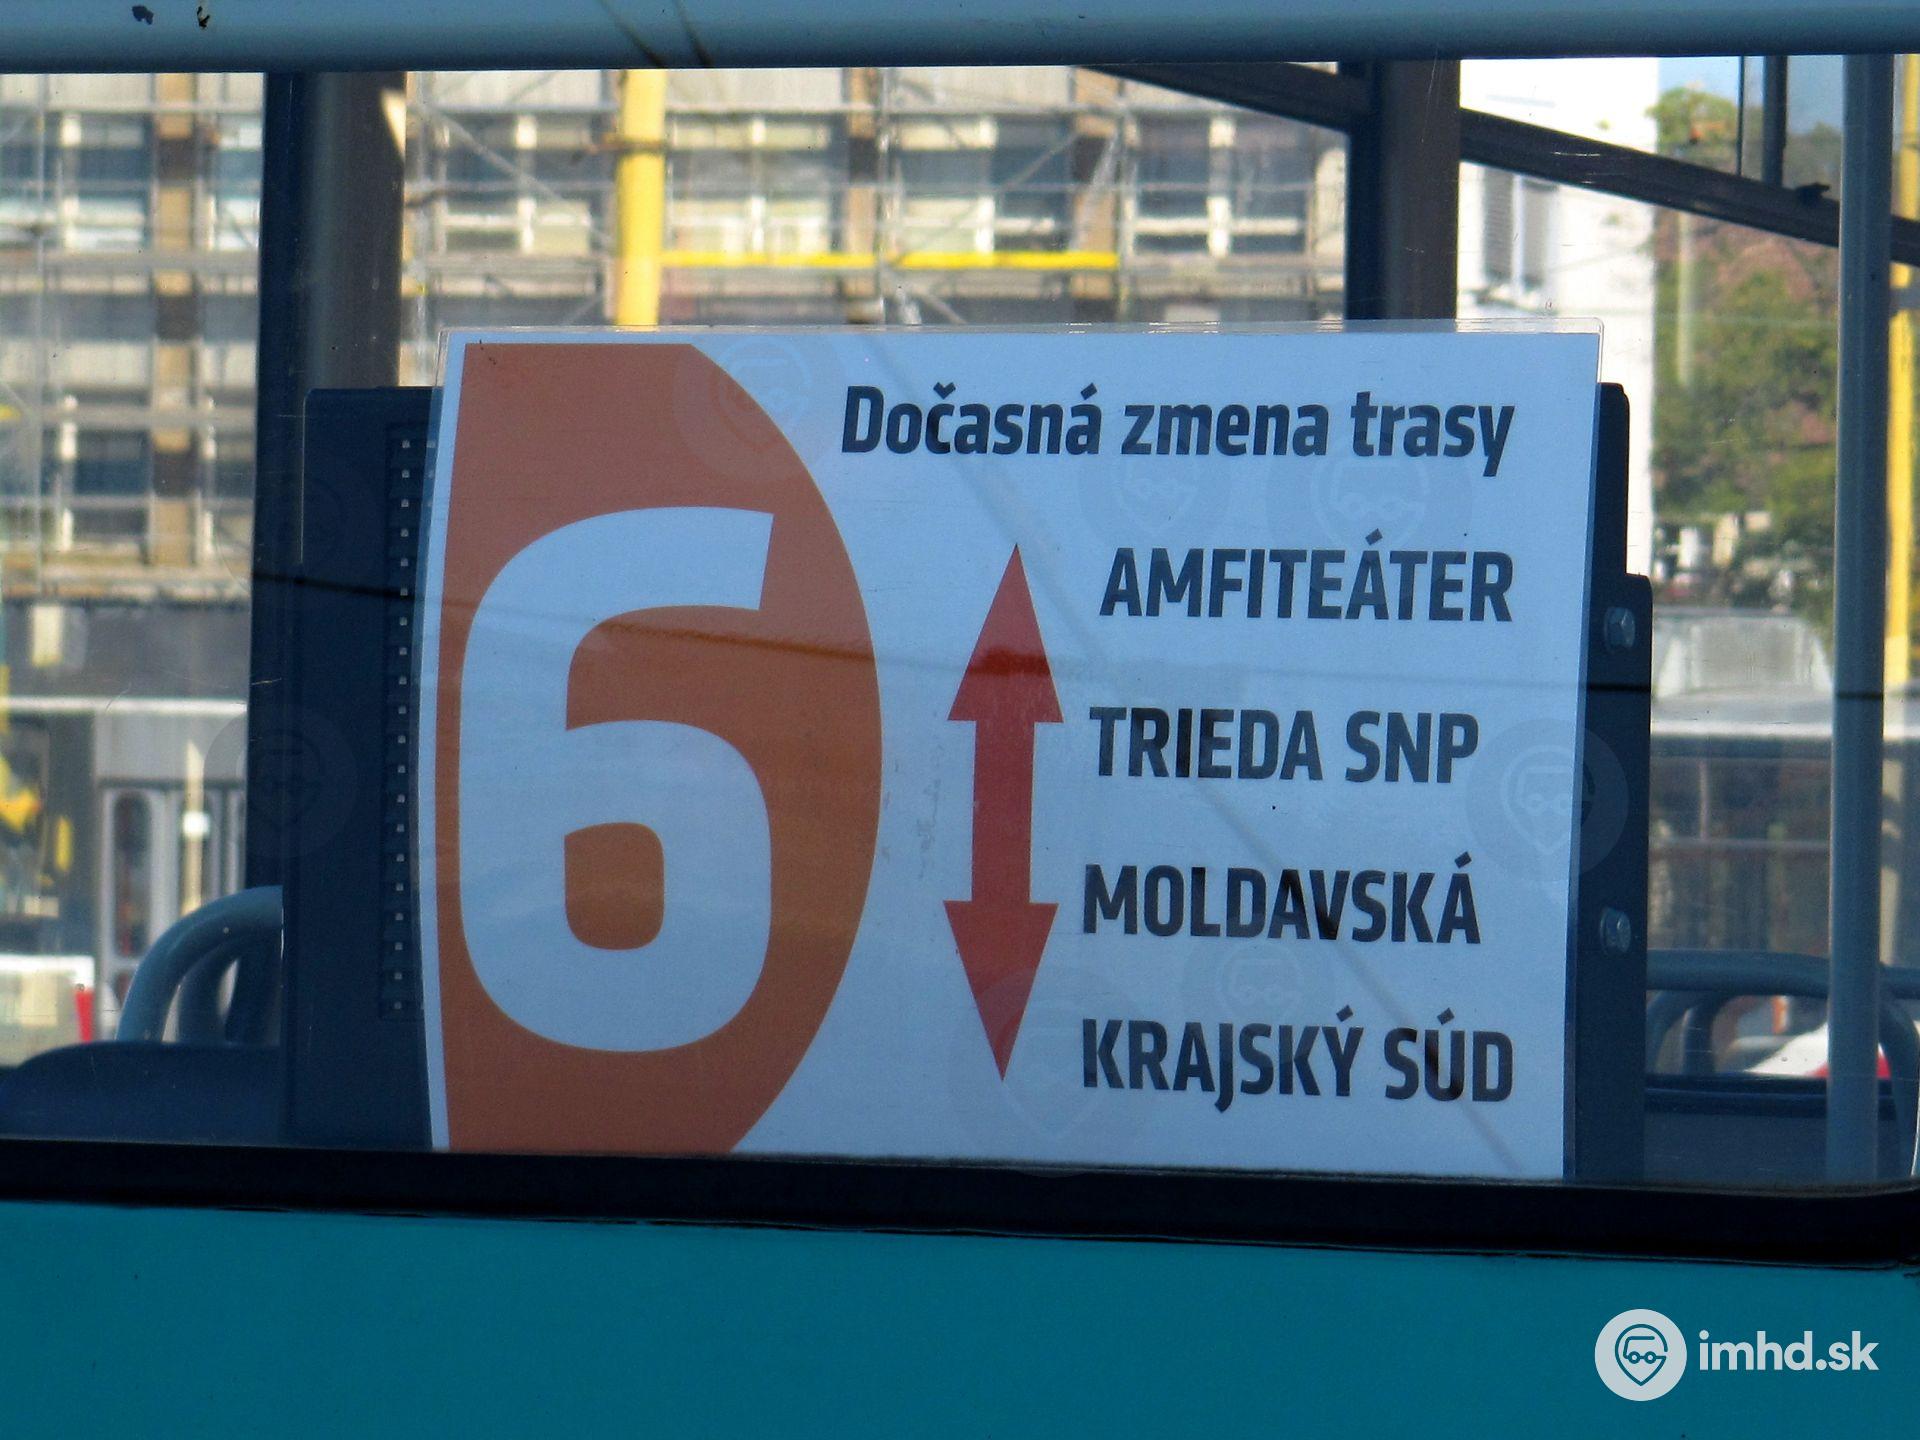 6
Dočasná zmena trasy
AMFITEÁTER
TRIEDA SNP
MOLDAVSKÁ
KRAJSKÝ SÚD
imhd.sk